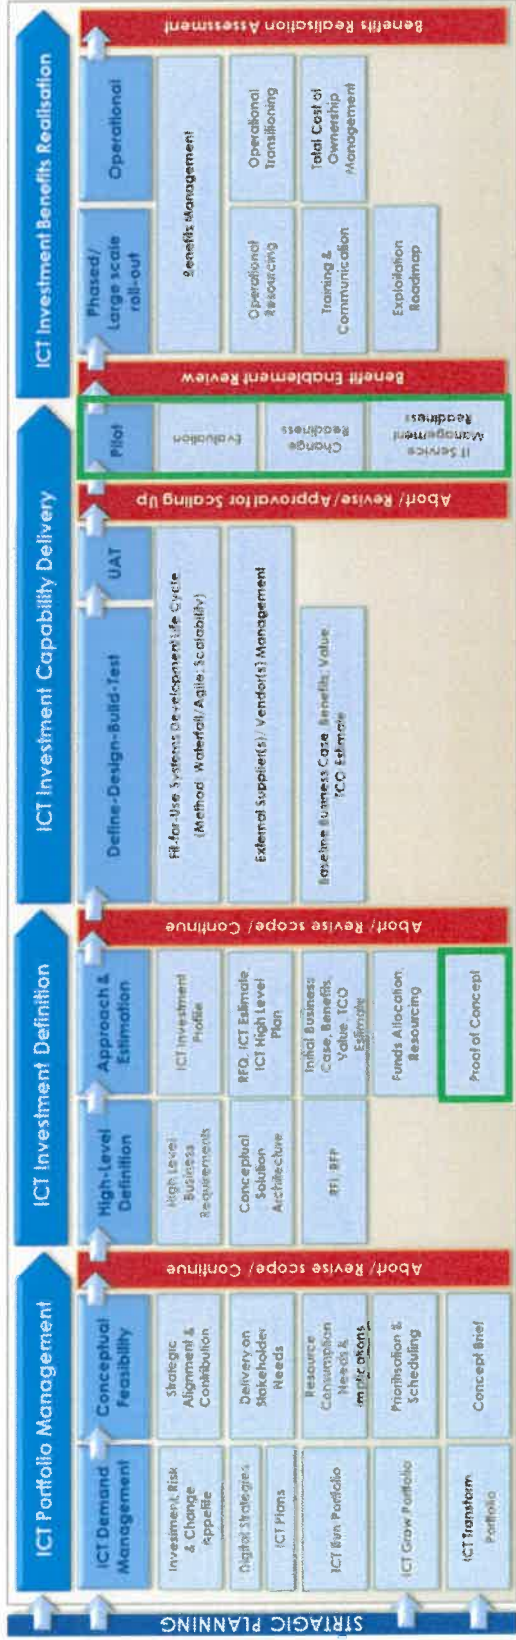 STRTAGIC PLANNING
ICT Portfolio Management
ICT Demand
Management
Investment, Risk
& Change
Appetite
Digital Strategies
ICT Plans
ICT Run Portfolio
ICT Grow Portfolio
ICT Transform
Portfolio
Conceptual
Feasibility
Strategic
Alignment &
Contribution
Delivery on
Stakeholder
Needs
Resource
Consumption
Needs &
Implications
Prioritisation &
Scheduling
Concept Brief
Abort/ Revise scope/ Continue
ICT Investment Definition
High-Level
Definition
High Level
Business
Requirements
Conceptual
Solution
Architecture
RFI, RFP
Approach &
Estimation
ICT Investment
Profile
RFQ, ICT Estimate,
ICT High Level
Plan
Initial Business
Case, Benefits,
Value, TCO
Estimate
Funds Allocation,
Resourcing
Proof of Concept
Abort/ Revise scope/ Continue
ICT Investment Capability Delivery
Define-Design-Build-Test
UAT
Fit-for-Use Systems Development Life Cycle
(Method: Waterfall/Agile; Scalability)
External Supplier(s)/ Vendor(s) Management
Baseline Business Case, Benefits, Value,
TCO Estimate
Abort/ Revise/ Approval for Scaling Up
Pilot
Evaluation
Change
Readiness
IT Service
Management
Readiness
Benefit Enablement Review
ICT Investment Benefits Realisation
Phased/
Large scale
roll-out
Operational
Benefits Management
Operational
Resourcing
Operational
Transitioning
Training &
Communication
Total Cost of
Ownership
Management
Exploitation
Roadmap
Benefits Realisation Assessment